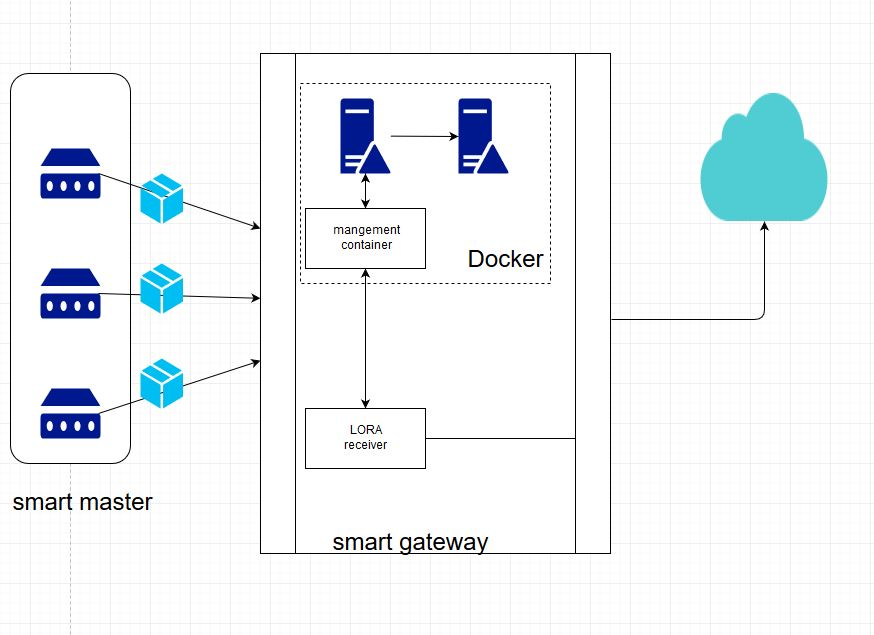 mangement
container
Docker
LORA
receiver
smart master
smart gateway